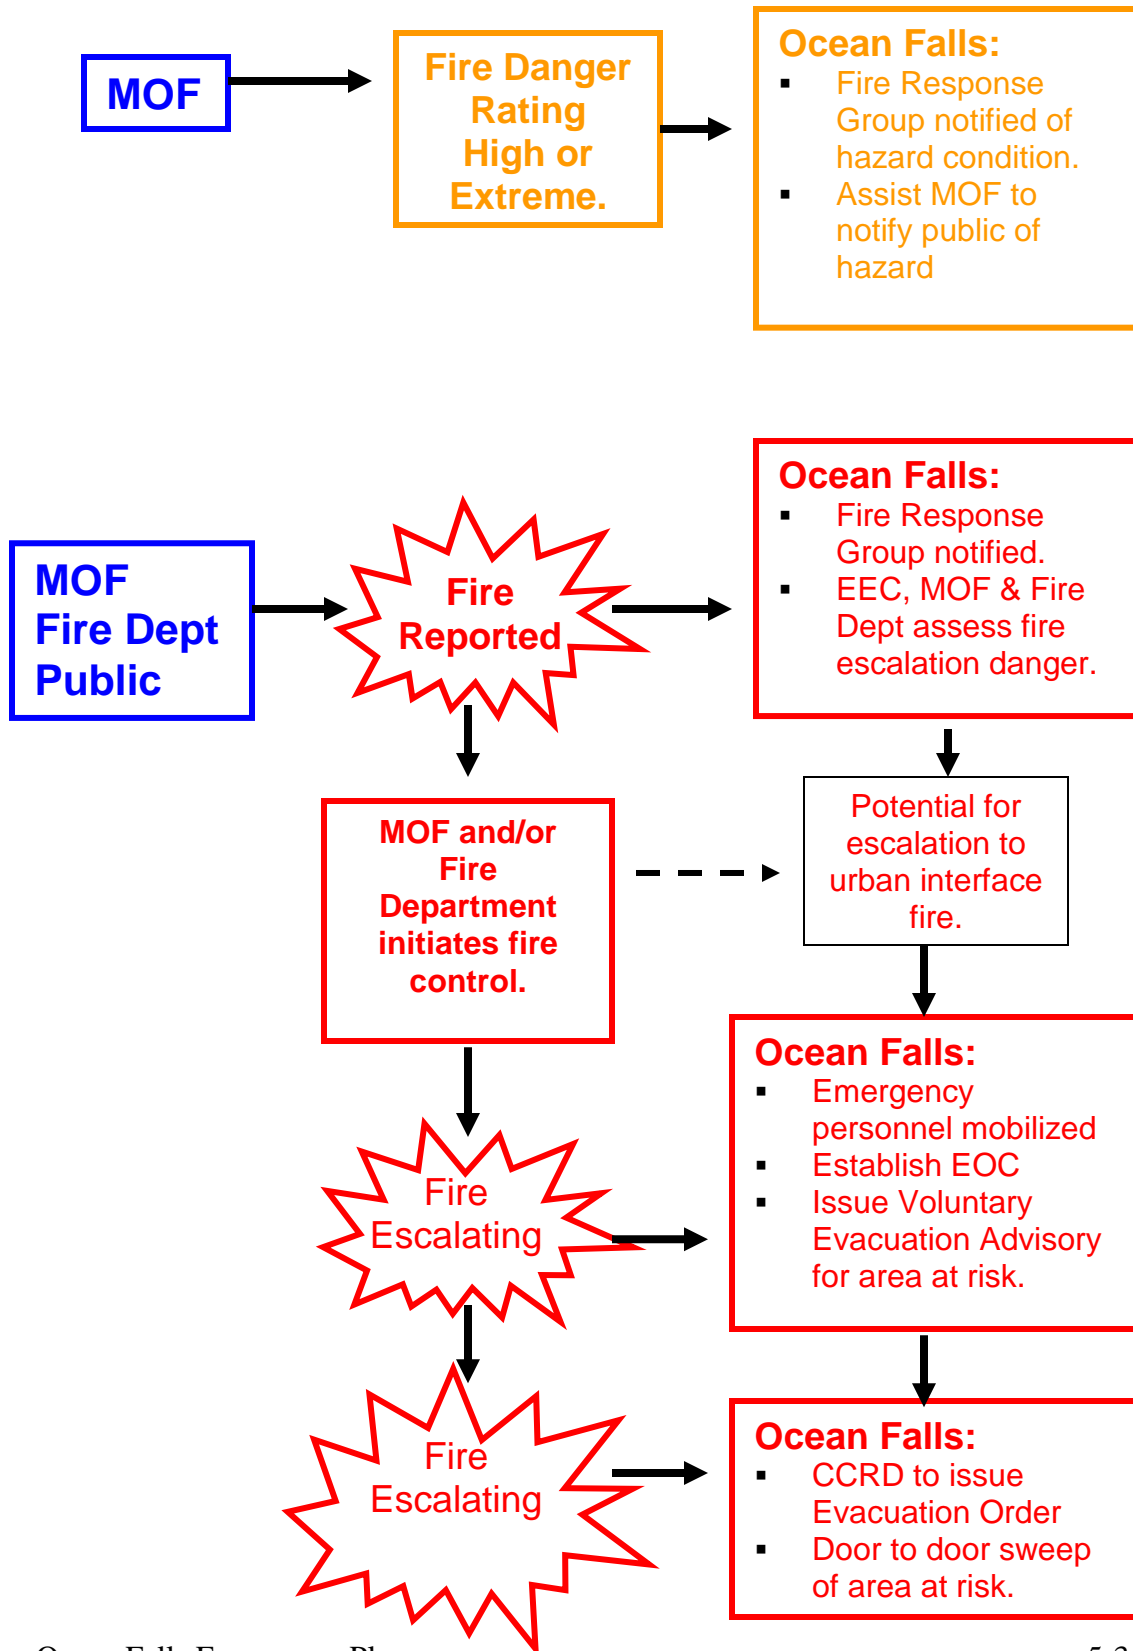 MOF
Fire Danger
Rating
High or
Extreme.
Ocean Falls:
▪ Fire Response
Group notified of
hazard condition.
▪ Assist MOF to
notify public of
hazard
MOF
Fire Dept
Public
Fire
Reported
Ocean Falls:
▪ Fire Response
Group notified.
▪ EEC, MOF & Fire
Dept assess fire
escalation danger.
MOF and/or
Fire
Department
initiates fire
control.
Potential for
escalation to
urban interface
fire.
Fire
Escalating
Ocean Falls:
▪ Emergency
personnel mobilized
▪ Establish EOC
▪ Issue Voluntary
Evacuation Advisory
for area at risk.
Fire
Escalating
Ocean Falls:
▪ CCRD to issue
Evacuation Order
▪ Door to door sweep
of area at risk.